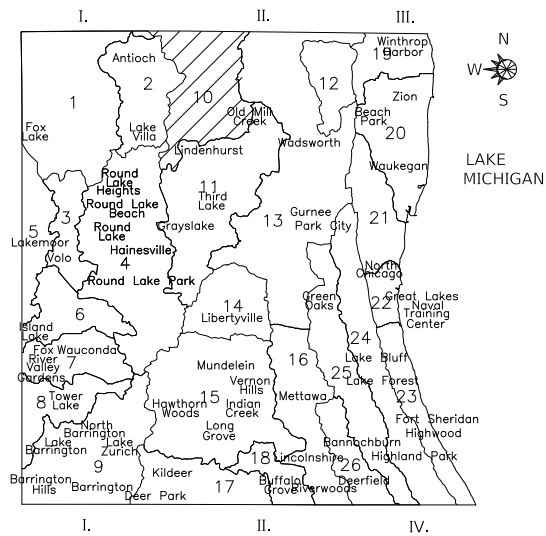 I. II. III.
Winthrop
Harbor
19
N
W
S
Antioch
2
12
10
1
Zion
Old Mill
Creek
Beach
Park
20
Fox
Lake
Lake
Villa
Wadsworth
Lindenhurst
LAKE
MICHIGAN
Waukegan
Round
Lake
Heights
11
Third
Lake
Round Lake
Beach
3
13
Gurnee
21
Park City
Grayslake
Round
Lake
5
Lakemoor
Hainesville
Volo
4
North
Chicago
Round Lake Park
Green
Oaks
22
Great Lakes
Naval
Training
Center
14
Libertyville
6
Island
Lake
24
Fox
River
Valley
Gardens
Wauconda
7
Lake Bluff
16
Mundelein
25
Lake Forest
Vernon
Hills
8
Tower
Lake
Hawthorn
Woods
15
Indian
Creek
Mettawa
23
Long
Grove
Fort Sheridan
North
Barrington
Highwood
Lake
Barrington
Lake
Zurich
Bannochburn
18
Lincolnshire
Highland Park
9
26
Kildeer
Barrington
Hills
Barrington
Deer Park
17
Buffalo
Grove
Riverwoods
Deerfield
I. II. IV.